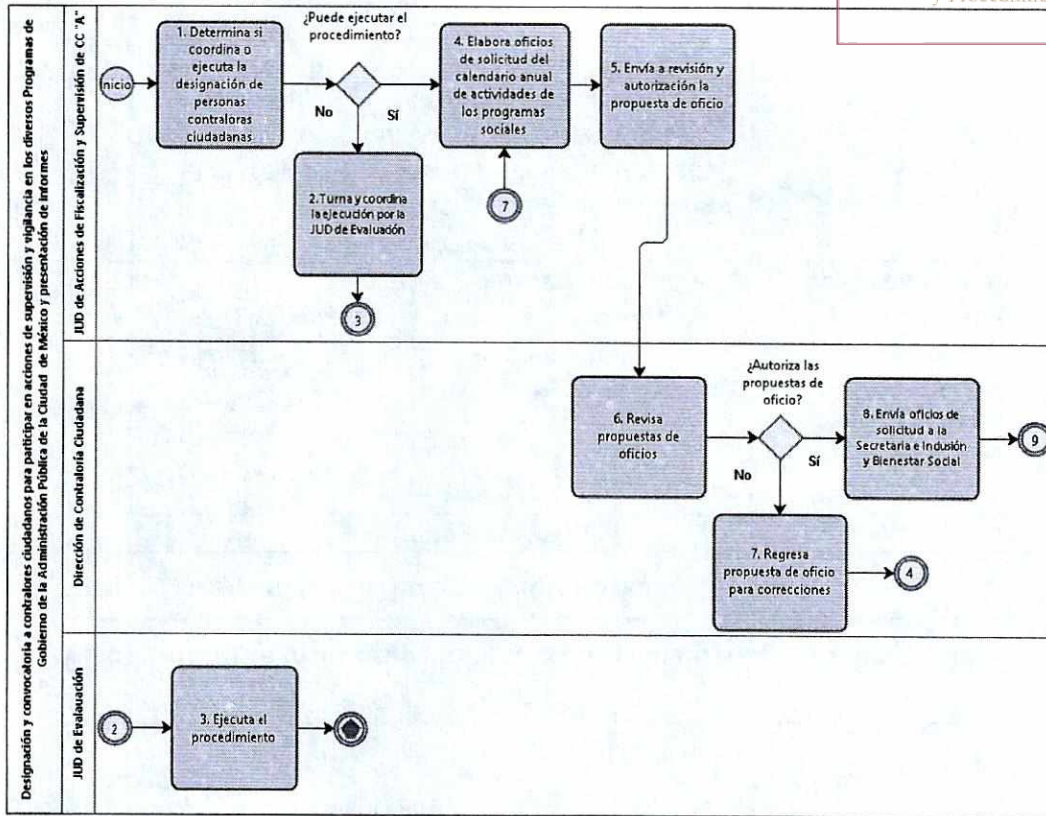 Designación y convocatoria a contralores ciudadanos para participar en acciones de supervisión y vigilancia en los diversos Programas de
Gobierno de la Administración Pública de la Ciudad de México y presentación de Informes
JUD de Acciones de Fiscalización y Supervisión de CC "A"
Inicio
1. Determina si
coordina o
ejecuta la
designación de
personas
contraloras
ciudadanas
¿Puede ejecutar el
procedimiento?
No
Sí
2. Turna y coordina
la ejecución por la
JUD de Evaluación
3
4. Elabora oficios
de solicitud del
calendario anual
de actividades de
los programas
sociales
7
5. Envía a revisión y
autorización la
propuesta de oficio
Dirección de Contraloría Ciudadana
6. Revisa
propuestas de
oficios
¿Autoriza las
propuestas de
oficio?
No
Sí
7. Regresa
propuesta de oficio
para correcciones
4
8. Envía oficios de
solicitud a la
Secretaria e Indusión
y Bienestar Social
9
JUD de Evalauación
2
3. Ejecuta el
procedimiento